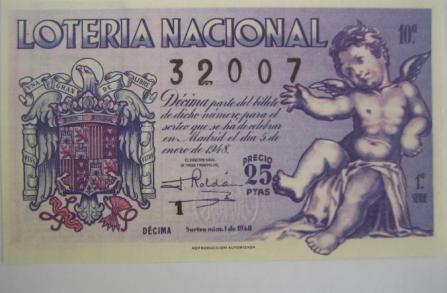 LOTERIA NACIONAL
10ª
32007
UNA GRAN DE LIBRE
Décima parte del billete
de dicho número para el
sorteo que se ha de celebrar
en Madrid el día 5 de
enero de 1948.
PRECIO
25
PTAS
1ª
SERIE
1
DÉCIMA
Sorteo núm. 1 de 1948
REPRODUCCION AUTORIZADA